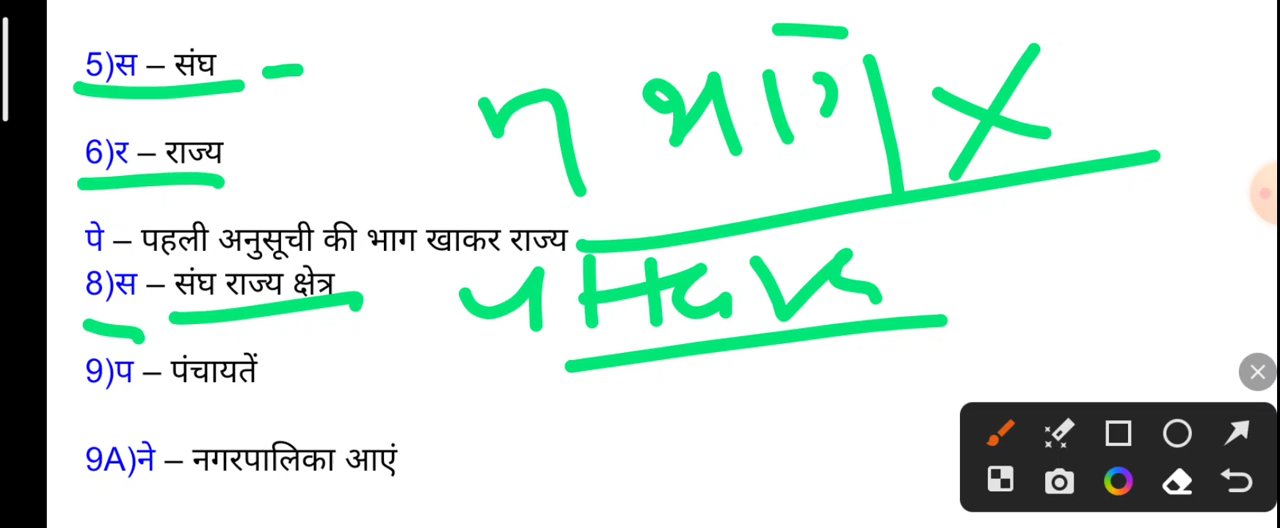 5)स – संघ
6)र – राज्य
पे – पहली अनुसूची की भाग खाकर राज्य
8)स – संघ राज्य क्षेत्र
9)प – पंचायतें
9A)ने – नगरपालिका आएं